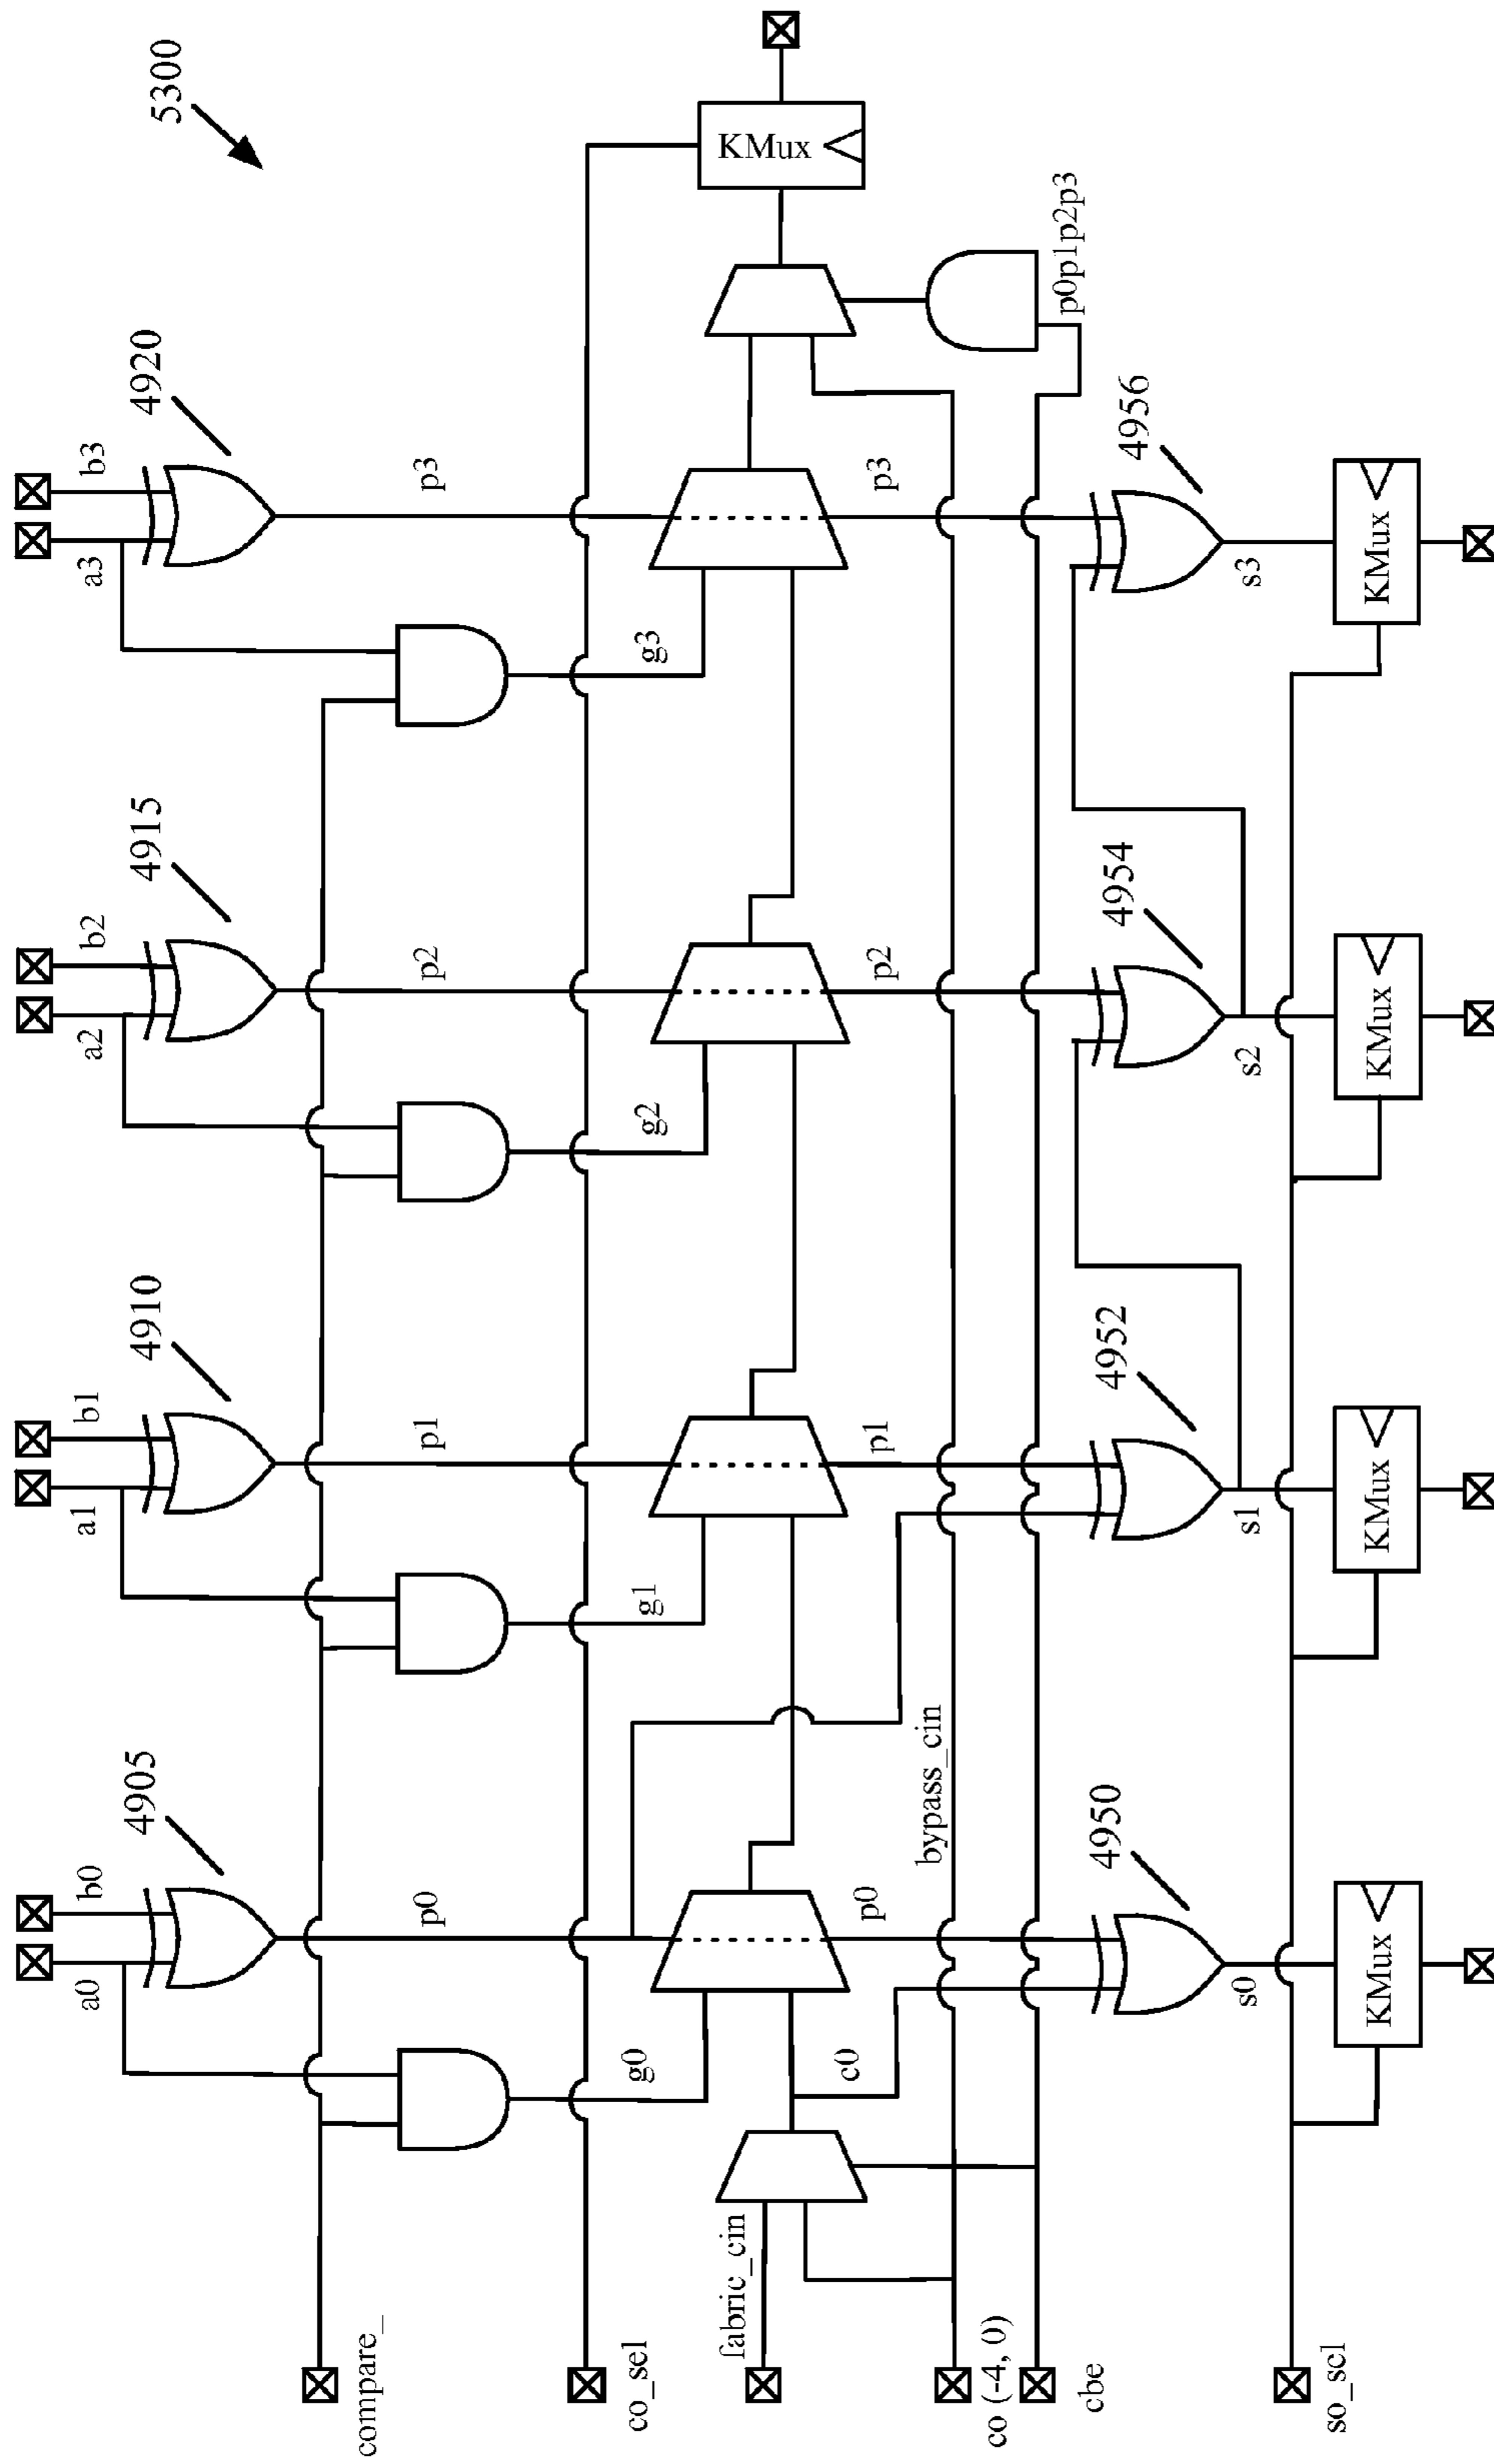 5300
4905
4910
4915
4920
a0
b0
a1
b1
a2
b2
a3
b3
compare_
p0
p1
p2
p3
co_sel
g0
g1
g2
g3
KMux
fabric_cin
c0
p0
p1
p2
p3
bypass_cin
co (-4, 0)
cbe
p0p1p2p3
4950
4952
4954
4956
s0
s1
s2
s3
so_sel
KMux
KMux
KMux
KMux